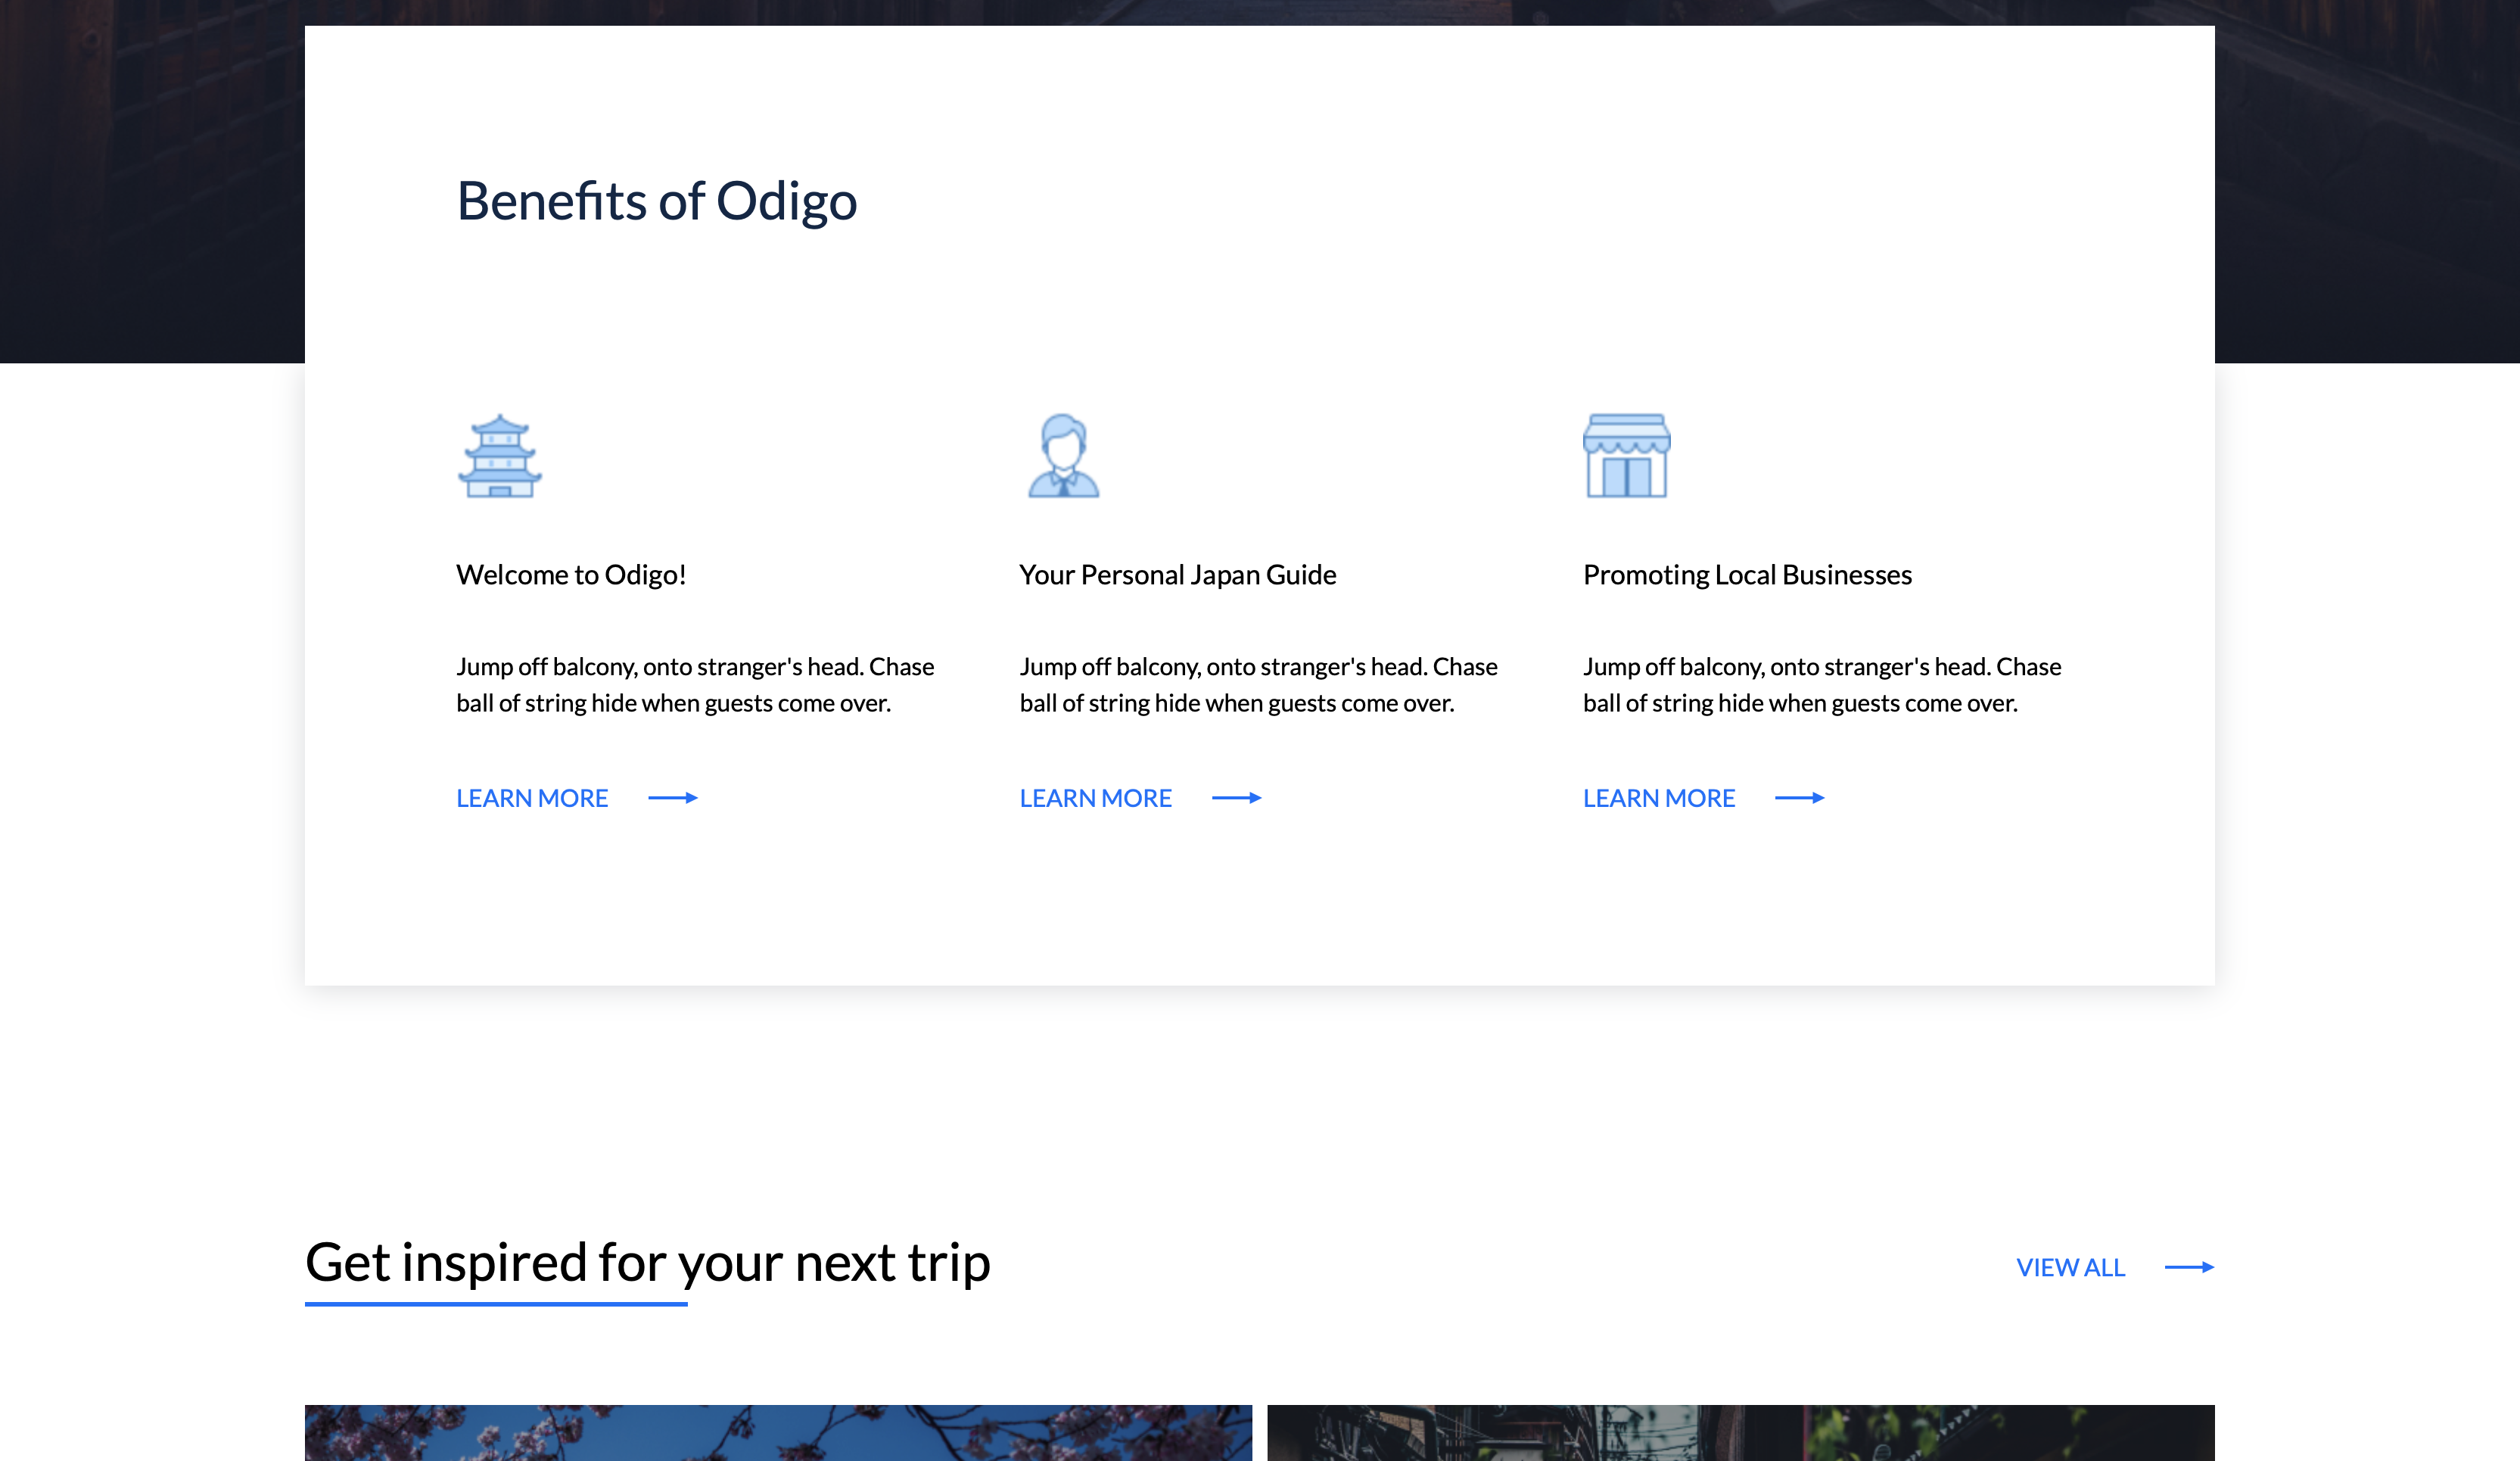 Benefits of Odigo
Welcome to Odigo!
Jump off balcony, onto stranger's head. Chase
ball of string hide when guests come over.
LEARN MORE
Your Personal Japan Guide
Jump off balcony, onto stranger's head. Chase
ball of string hide when guests come over.
LEARN MORE
Promoting Local Businesses
Jump off balcony, onto stranger's head. Chase
ball of string hide when guests come over.
LEARN MORE
Get inspired for your next trip
VIEW ALL